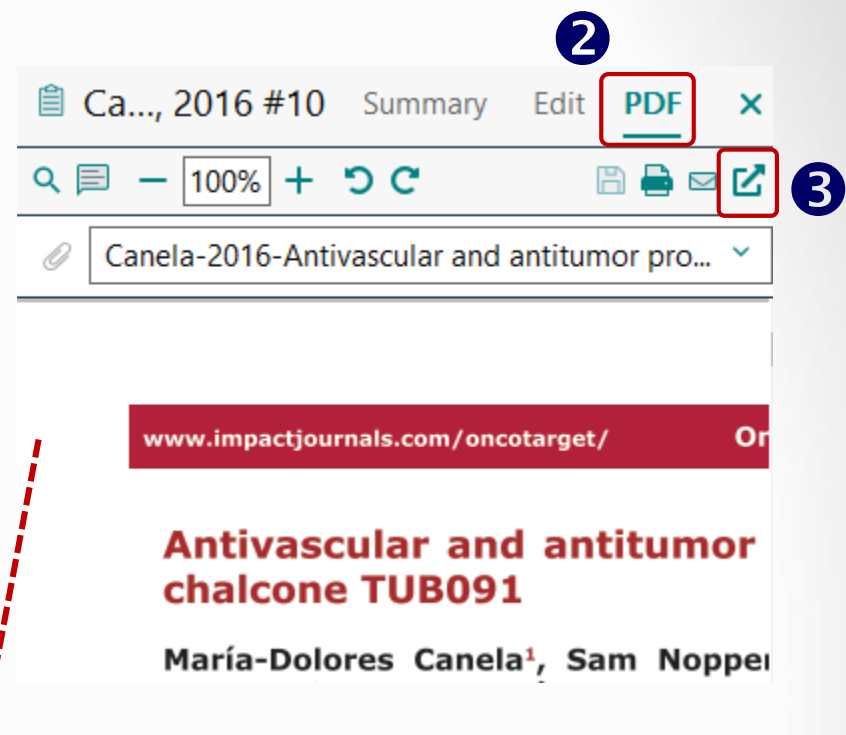 2
Ca..., 2016 #10 Summary Edit PDF
100%
3
Canela-2016-Antivascular and antitumor pro...
www.impactjournals.com/oncotarget/ On
Antivascular and antitumor
chalcone TUB091
María-Dolores Canela¹, Sam Noppe